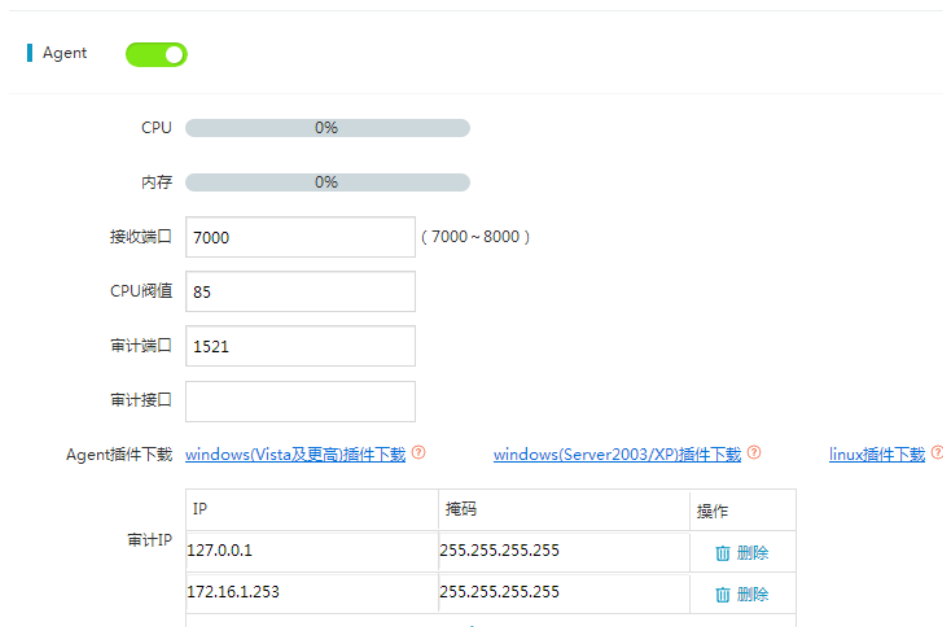 Agent
CPU 0%
内存 0%
接收端口 7000 ( 7000 ~ 8000 )
CPU阀值 85
审计端口 1521
审计接口
Agent插件下载 windows(Vista及更高)插件下载 ? windows(Server2003/XP)插件下载 ? linux插件下载 ?
IP 掩码 操作
审计IP
127.0.0.1 255.255.255.255 删除
172.16.1.253 255.255.255.255 删除